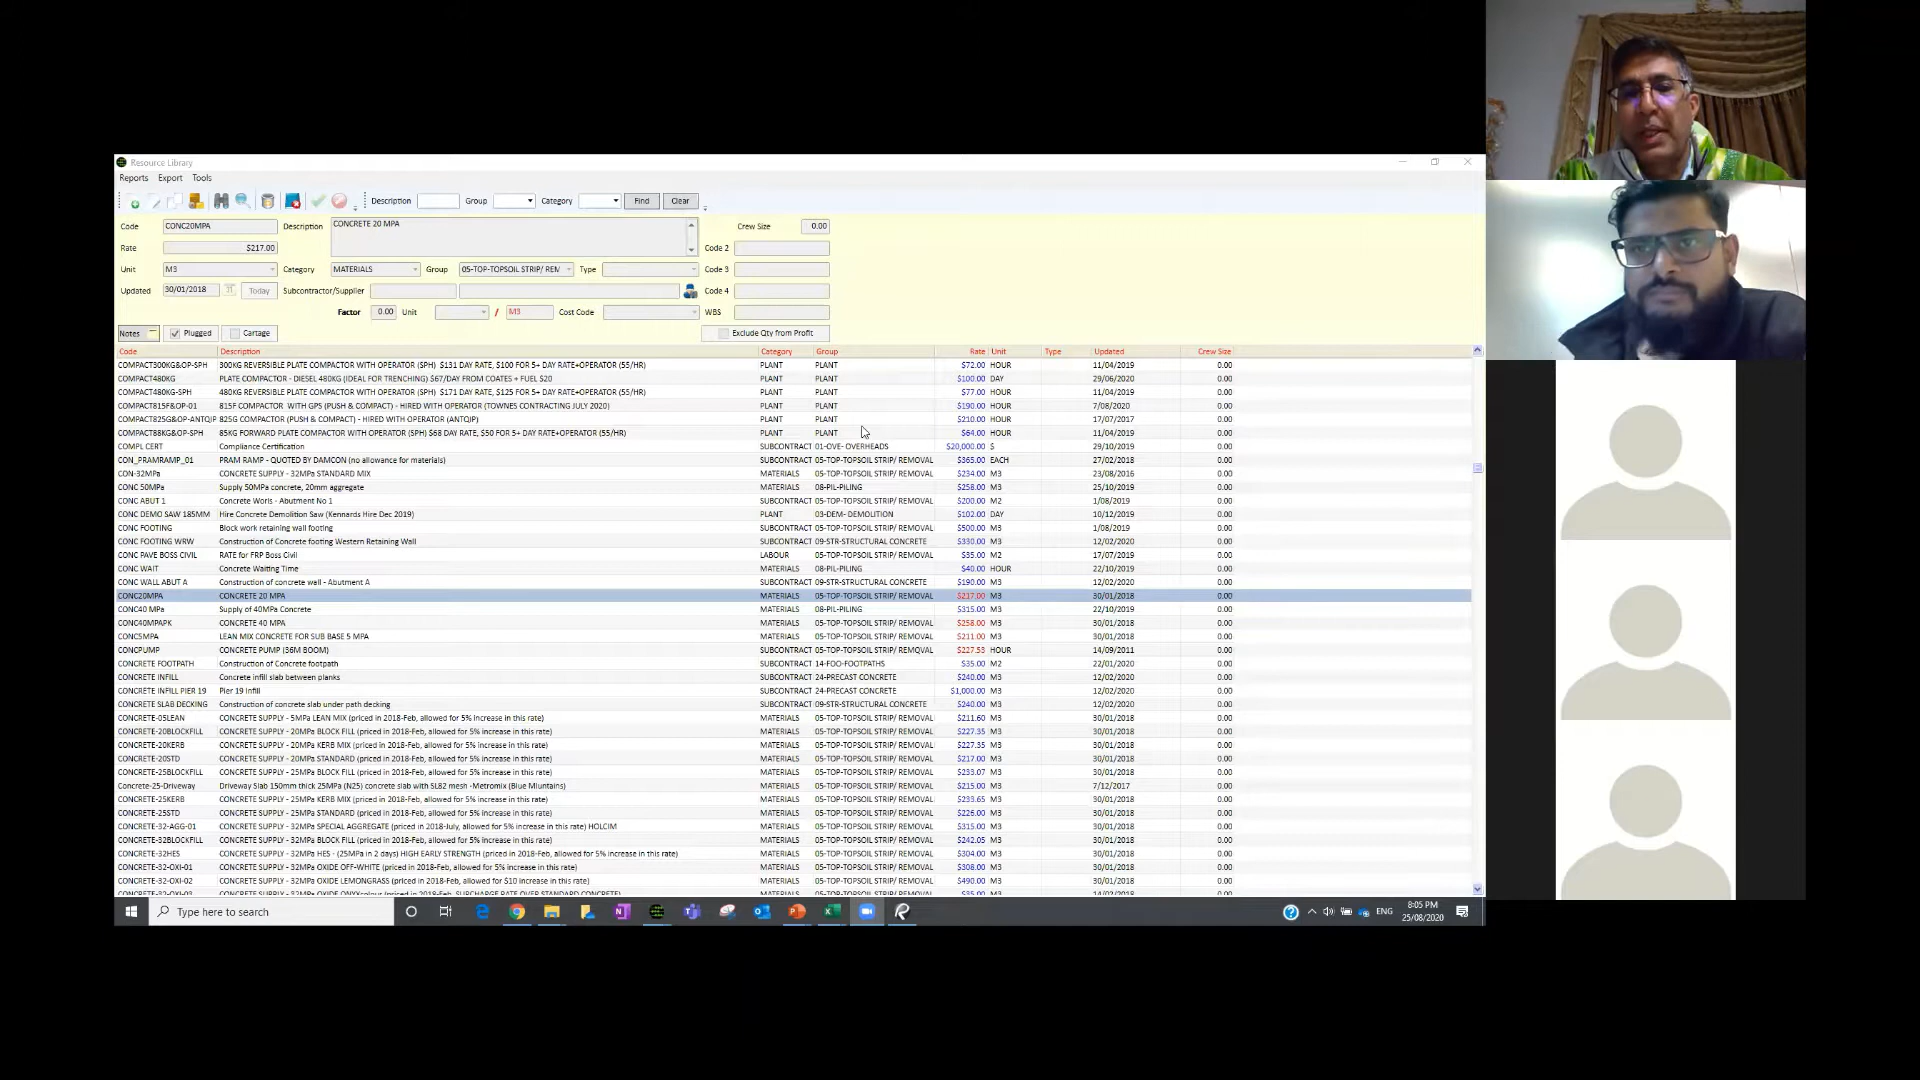 Resource Library
Reports Export Tools
Description Group Category Find Clear
Code CONC20MPA Description CONCRETE 20 MPA Crew Size 0.00
Rate $217.00 Code 2
Unit M3 Category MATERIALS Group 05-TOP-TOPSOIL STRIP/ REM Type Code 3
Updated 30/01/2018 Today Subcontractor/Supplier Code 4
Factor 0.00 Unit / M3 Cost Code WBS
Notes Plugged Cartage Exclude Qty from Profit
Code Description Category Group Rate Unit Type Updated Crew Size
COMPACT300KG&OP-SPH 300KG REVERSIBLE PLATE COMPACTOR WITH OPERATOR (SPH) $131 DAY RATE, $100 FOR 5+ DAY RATE+OPERATOR (55/HR) PLANT PLANT $72.00 HOUR 11/04/2019 0.00
COMPACT480KG PLATE COMPACTOR - DIESEL 480KG (IDEAL FOR TRENCHING) $67/DAY FROM COATES + FUEL $20 PLANT PLANT $100.00 DAY 29/06/2020 0.00
COMPACT480KG-SPH 480KG REVERSIBLE PLATE COMPACTOR WITH OPERATOR (SPH) $171 DAY RATE, $125 FOR 5+ DAY RATE+OPERATOR (55/HR) PLANT PLANT $77.00 HOUR 11/04/2019 0.00
COMPACT815F&OP-01 815F COMPACTOR WITH GPS (PUSH & COMPACT) - HIRED WITH OPERATOR (TOWNES CONTRACTING JULY 2020) PLANT PLANT $190.00 HOUR 7/08/2020 0.00
COMPACT825G&OP-ANTQIP 825G COMPACTOR (PUSH & COMPACT) - HIRED WITH OPERATOR (ANTQIP) PLANT PLANT $210.00 HOUR 17/07/2017 0.00
COMPACT88KG&OP-SPH 85KG FORWARD PLATE COMPACTOR WITH OPERATOR (SPH) $68 DAY RATE, $50 FOR 5+ DAY RATE+OPERATOR (55/HR) PLANT PLANT $64.00 HOUR 11/04/2019 0.00
COMPL CERT Compliance Certification SUBCONTRACT 01-OVE- OVERHEADS $20,000.00 $ 29/10/2019 0.00
CON_PRAMRAMP_01 PRAM RAMP - QUOTED BY DAMCON (no allowance for materials) SUBCONTRACT 05-TOP-TOPSOIL STRIP/ REMOVAL $365.00 EACH 27/02/2018 0.00
CON-32MPa CONCRETE SUPPLY - 32MPa STANDARD MIX MATERIALS 05-TOP-TOPSOIL STRIP/ REMOVAL $234.00 M3 23/08/2016 0.00
CONC 50MPa Supply 50MPa concrete, 20mm aggregate MATERIALS 08-PIL-PILING $258.00 M3 25/10/2019 0.00
CONC ABUT 1 Concrete Woris - Abutment No 1 SUBCONTRACT 05-TOP-TOPSOIL STRIP/ REMOVAL $200.00 M2 1/08/2019 0.00
CONC DEMO SAW 185MM Hire Concrete Demolition Saw (Kennards Hire Dec 2019) PLANT 03-DEM- DEMOLITION $102.00 DAY 10/12/2019 0.00
CONC FOOTING Block work retaining wall footing SUBCONTRACT 05-TOP-TOPSOIL STRIP/ REMOVAL $500.00 M3 1/08/2019 0.00
CONC FOOTING WRW Construction of Concrete footing Western Retaining Wall SUBCONTRACT 09-STR-STRUCTURAL CONCRETE $330.00 M3 12/02/2020 0.00
CONC PAVE BOSS CIVIL RATE for FRP Boss Civil LABOUR 05-TOP-TOPSOIL STRIP/ REMOVAL $35.00 M2 17/07/2019 0.00
CONC WAIT Concrete Waiting Time MATERIALS 08-PIL-PILING $40.00 HOUR 22/10/2019 0.00
CONC WALL ABUT A Construction of concrete wall - Abutment A SUBCONTRACT 09-STR-STRUCTURAL CONCRETE $190.00 M3 12/02/2020 0.00
CONC20MPA CONCRETE 20 MPA MATERIALS 05-TOP-TOPSOIL STRIP/ REMOVAL $217.00 M3 30/01/2018 0.00
CONC40 MPa Supply of 40MPa Concrete MATERIALS 08-PIL-PILING $315.00 M3 22/10/2019 0.00
CONC40MPAPK CONCRETE 40 MPA MATERIALS 05-TOP-TOPSOIL STRIP/ REMOVAL $258.00 M3 30/01/2018 0.00
CONC5MPA LEAN MIX CONCRETE FOR SUB BASE 5 MPA MATERIALS 05-TOP-TOPSOIL STRIP/ REMOVAL $211.00 M3 30/01/2018 0.00
CONCPUMP CONCRETE PUMP (36M BOOM) SUBCONTRACT 05-TOP-TOPSOIL STRIP/ REMOVAL $227.53 HOUR 14/09/2011 0.00
CONCRETE FOOTPATH Construction of Concrete footpath SUBCONTRACT 14-FOO-FOOTPATHS $35.00 M2 22/01/2020 0.00
CONCRETE INFILL Concrete infill slab between planks SUBCONTRACT 24-PRECAST CONCRETE $240.00 M3 12/02/2020 0.00
CONCRETE INFILL PIER 19 Pier 19 Infill SUBCONTRACT 24-PRECAST CONCRETE $1,000.00 M3 12/02/2020 0.00
CONCRETE SLAB DECKING Construction of concrete slab under path decking SUBCONTRACT 09-STR-STRUCTURAL CONCRETE $240.00 M3 12/02/2020 0.00
CONCRETE-05LEAN CONCRETE SUPPLY - 5MPa LEAN MIX (priced in 2018-Feb, allowed for 5% increase in this rate) MATERIALS 05-TOP-TOPSOIL STRIP/ REMOVAL $211.60 M3 30/01/2018 0.00
CONCRETE-20BLOCKFILL CONCRETE SUPPLY - 20MPa BLOCK FILL (priced in 2018-Feb, allowed for 5% increase in this rate) MATERIALS 05-TOP-TOPSOIL STRIP/ REMOVAL $227.35 M3 30/01/2018 0.00
CONCRETE-20KERB CONCRETE SUPPLY - 20MPa KERB MIX (priced in 2018-Feb, allowed for 5% increase in this rate) MATERIALS 05-TOP-TOPSOIL STRIP/ REMOVAL $227.35 M3 30/01/2018 0.00
CONCRETE-20STD CONCRETE SUPPLY - 20MPa STANDARD (priced in 2018-Feb, allowed for 5% increase in this rate) MATERIALS 05-TOP-TOPSOIL STRIP/ REMOVAL $217.00 M3 30/01/2018 0.00
CONCRETE-25BLOCKFILL CONCRETE SUPPLY - 25MPa BLOCK FILL (priced in 2018-Feb, allowed for 5% increase in this rate) MATERIALS 05-TOP-TOPSOIL STRIP/ REMOVAL $233.07 M3 30/01/2018 0.00
Concrete-25-Driveway Driveway Slab 150mm thick 25MPa (N25) concrete slab with SL82 mesh -Metromix (Blue Mluntains) MATERIALS 05-TOP-TOPSOIL STRIP/ REMOVAL $215.00 M3 7/12/2017 0.00
CONCRETE-25KERB CONCRETE SUPPLY - 25MPa KERB MIX (priced in 2018-Feb, allowed for 5% increase in this rate) MATERIALS 05-TOP-TOPSOIL STRIP/ REMOVAL $233.65 M3 30/01/2018 0.00
CONCRETE-25STD CONCRETE SUPPLY - 25MPa STANDARD (priced in 2018-Feb, allowed for 5% increase in this rate) MATERIALS 05-TOP-TOPSOIL STRIP/ REMOVAL $226.00 M3 30/01/2018 0.00
CONCRETE-32-AGG-01 CONCRETE SUPPLY - 32MPa SPECIAL AGGREGATE (priced in 2018-July, allowed for 5% increase in this rate) HOLCIM MATERIALS 05-TOP-TOPSOIL STRIP/ REMOVAL $315.00 M3 30/01/2018 0.00
CONCRETE-32BLOCKFILL CONCRETE SUPPLY - 32MPa BLOCK FILL (priced in 2018-Feb, allowed for 5% increase in this rate) MATERIALS 05-TOP-TOPSOIL STRIP/ REMOVAL $242.05 M3 30/01/2018 0.00
CONCRETE-32HES CONCRETE SUPPLY - 32MPa HES - (25MPa in 2 days) HIGH EARLY STRENGTH (priced in 2018-Feb, allowed for 5% increase in this rate) MATERIALS 05-TOP-TOPSOIL STRIP/ REMOVAL $304.00 M3 30/01/2018 0.00
CONCRETE-32-OXI-01 CONCRETE SUPPLY - 32MPa OXIDE OFF-WHITE (priced in 2018-Feb, allowed for 5% increase in this rate) MATERIALS 05-TOP-TOPSOIL STRIP/ REMOVAL $308.00 M3 30/01/2018 0.00
CONCRETE-32-OXI-02 CONCRETE SUPPLY - 32MPa OXIDE LEMONGRASS (priced in 2018-Feb, allowed for $10 increase in this rate) MATERIALS 05-TOP-TOPSOIL STRIP/ REMOVAL $490.00 M3 30/01/2018 0.00
Type here to search ENG 8:05 PM
25/08/2020